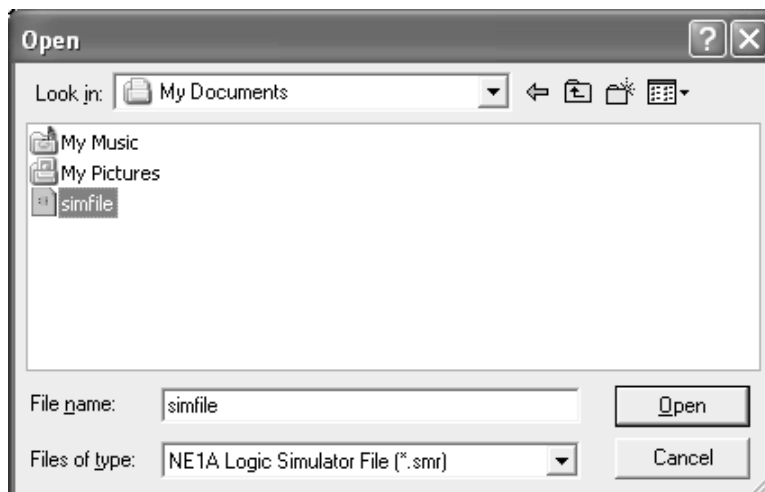 Open
Look in: My Documents
My Music
My Pictures
simfile
File name: simfile Open
Files of type: NE1A Logic Simulator File (*.smr) Cancel